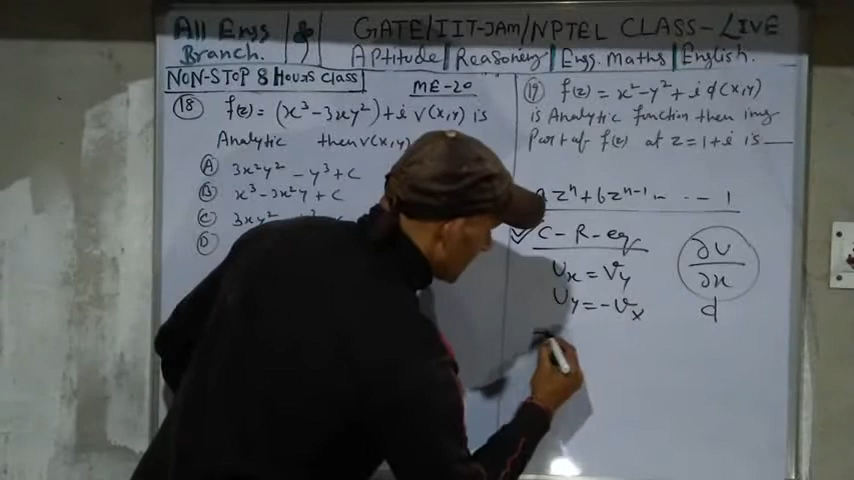 All Engg
Branch.
&
GATE/IIT-JAM/NPTEL CLASS-LIVE
APtitude|Reasoning|Engg. Maths|English.
NON-STOP 8 Hours Class
ME-20
(18) f(z) = (x³-3xy²)+i v(x,y) is
Analytic then v(x,y)
(A) 3x²y² - y³ + C
(B) x³ - 3x²y + C
(C) 3xy²
(D)
(19) f(z) = x²-y²+i φ(x,y)
is Analytic function then img
Part of f(z) at z=1+i is
zⁿ+bzⁿ⁻¹ - - - - 1
✓ C-R-eq
Ux = Vy
Uy = -Vx
∂U
∂x
d